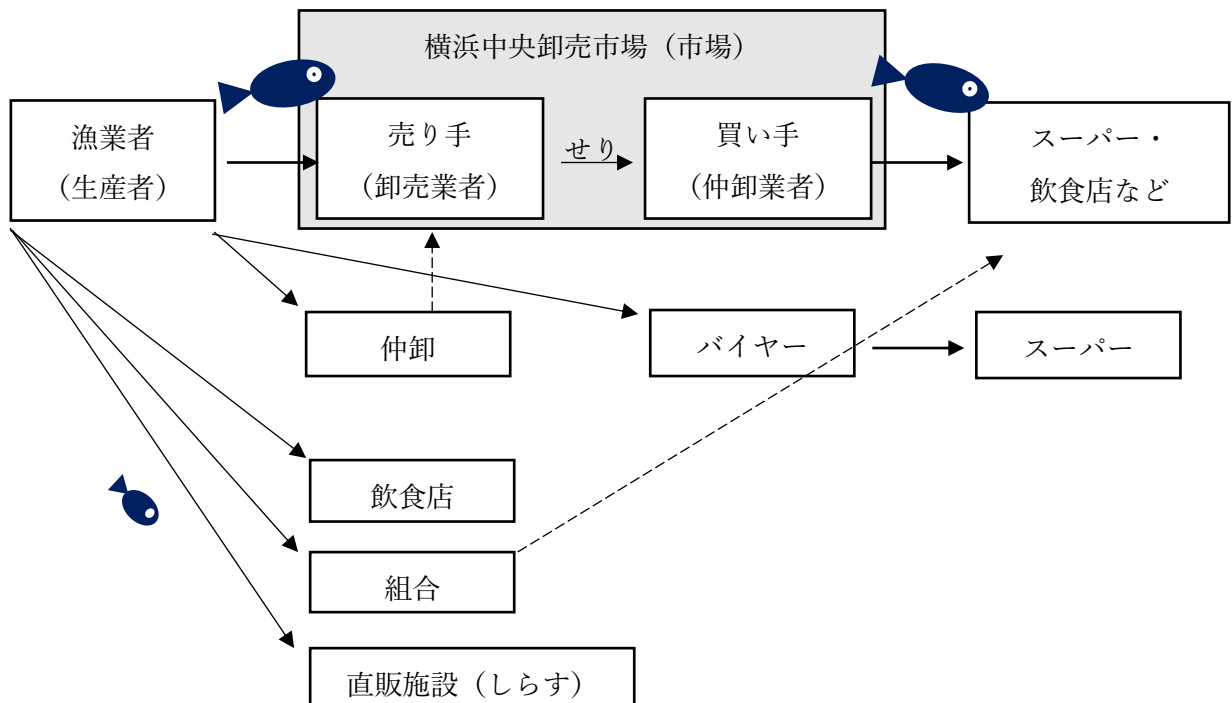 横浜中央卸売市場（市場）
漁業者
（生産者）
売り手
（卸売業者）
せり
買い手
（仲卸業者）
スーパー・
飲食店など
仲卸
バイヤー
スーパー
飲食店
組合
直販施設（しらす）